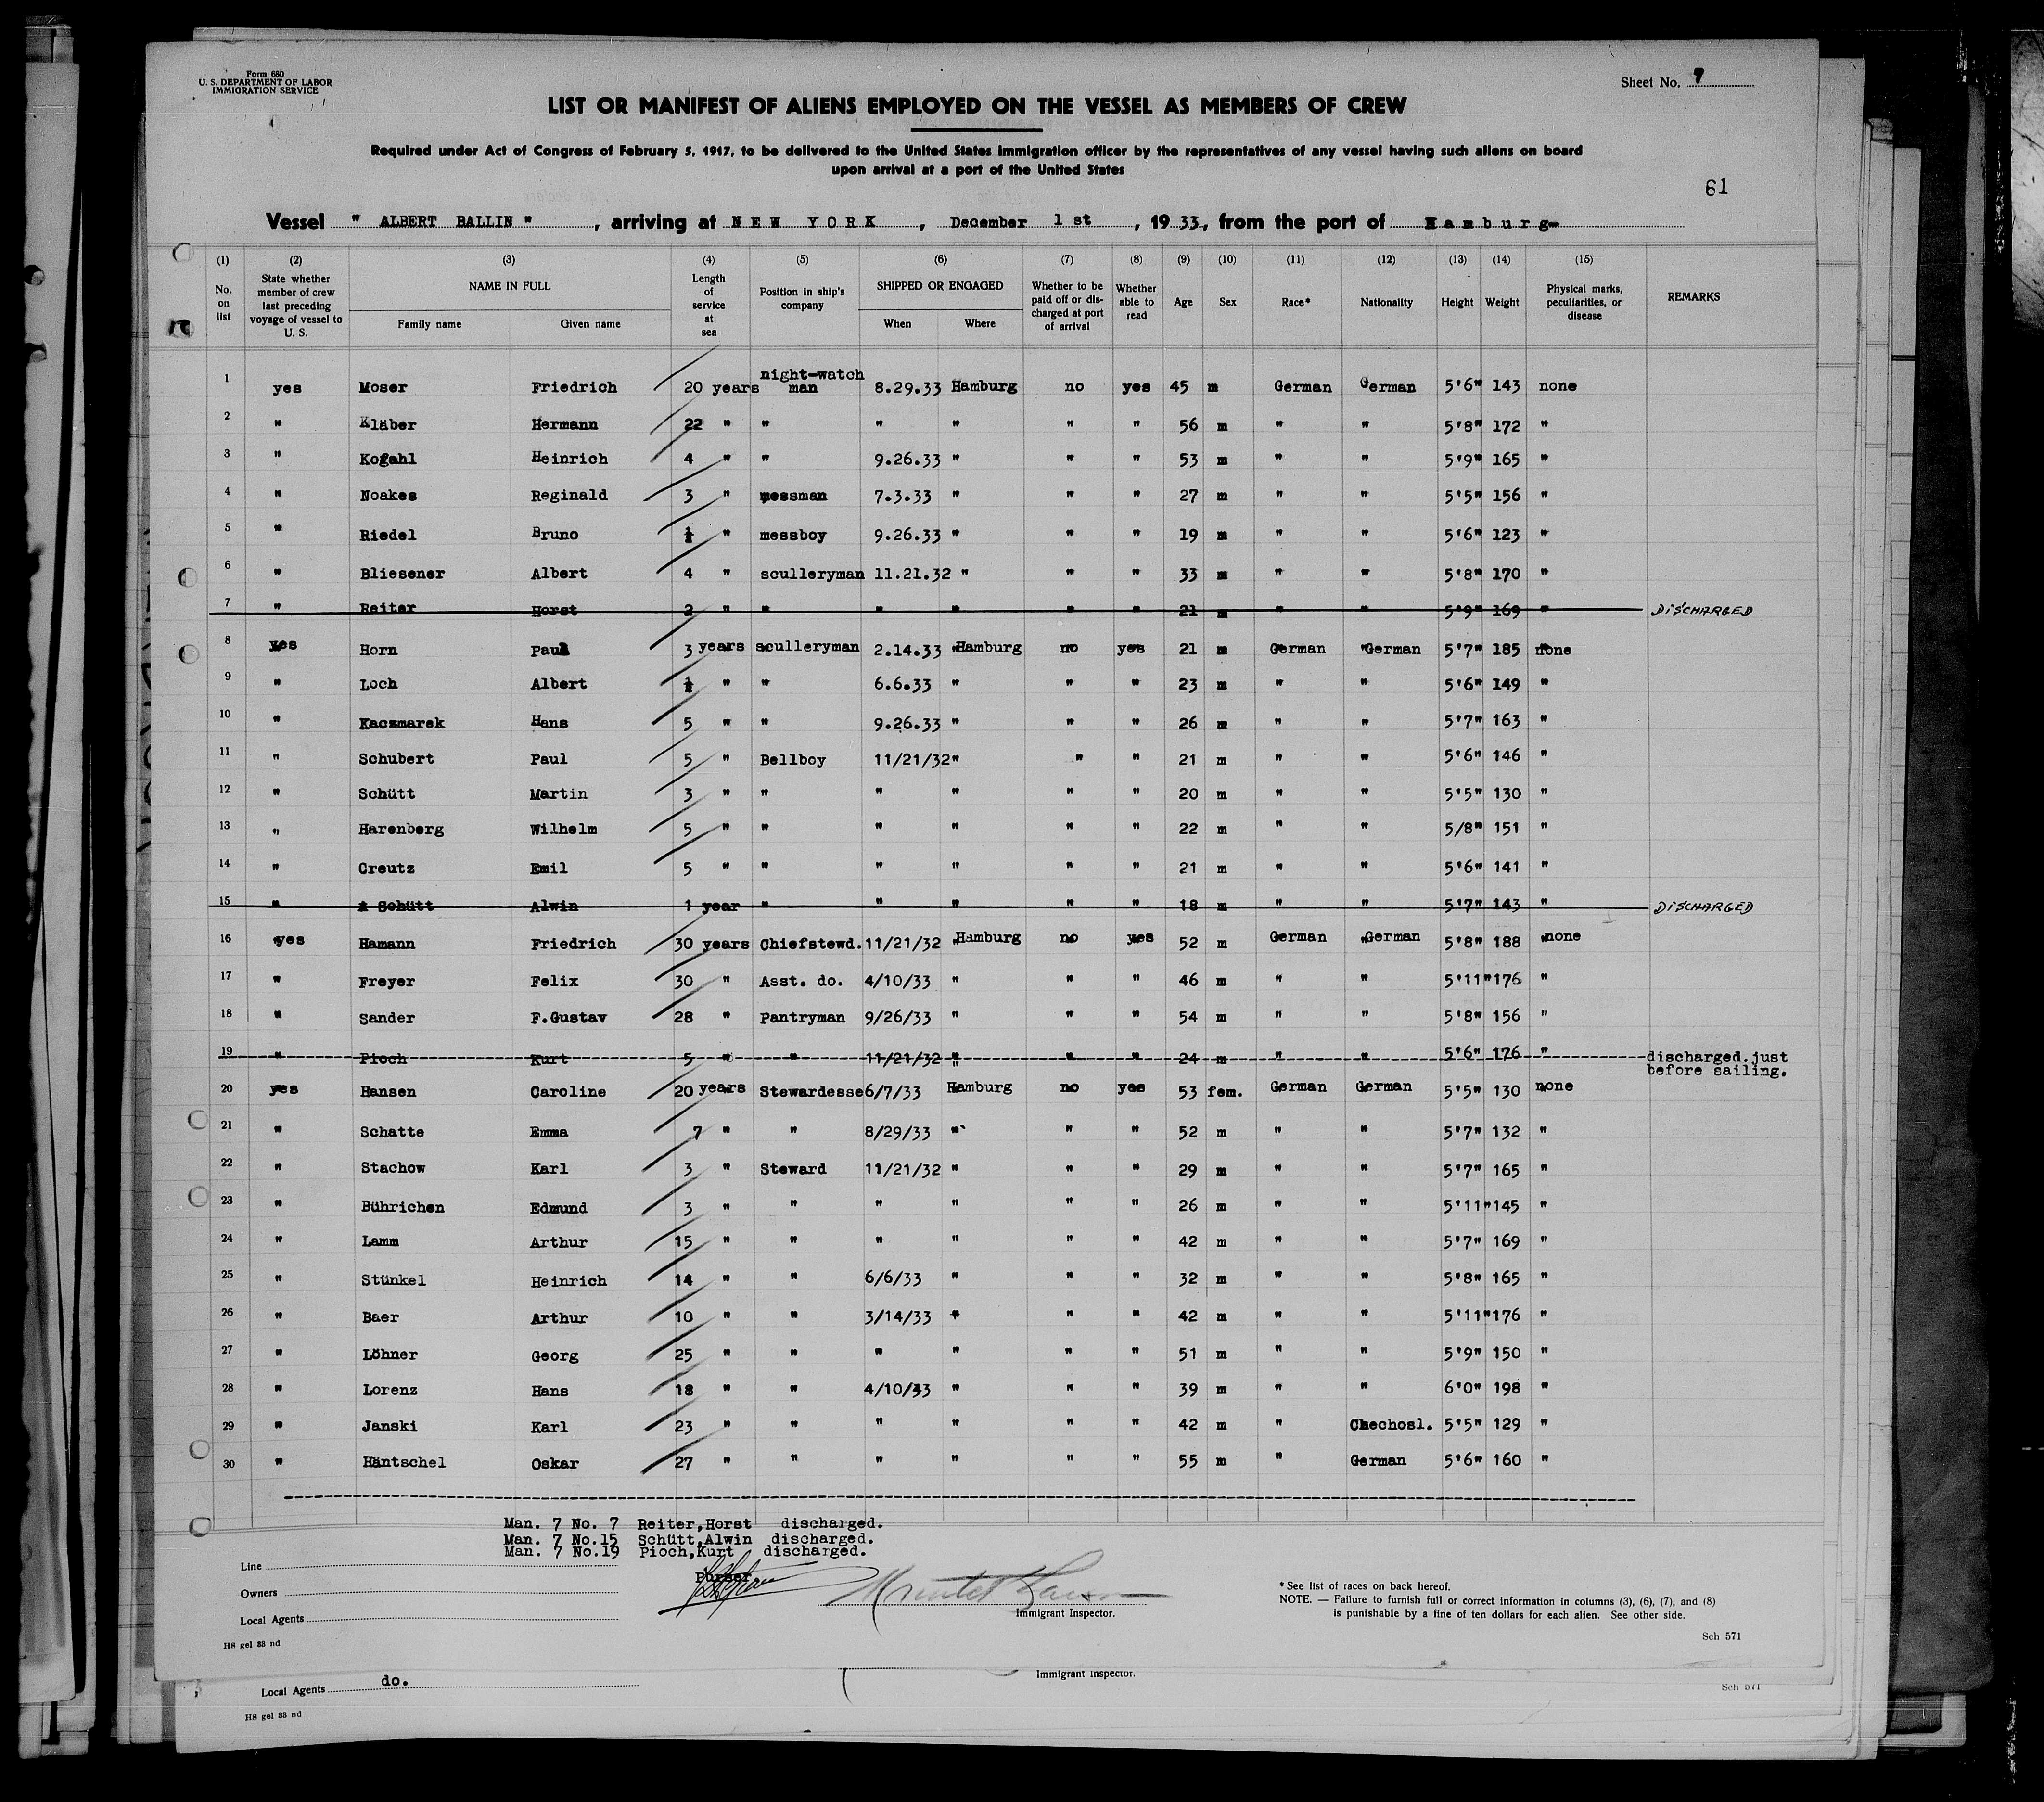 Form 680
U. S. DEPARTMENT OF LABOR
IMMIGRATION SERVICE
Sheet No. 7
LIST OR MANIFEST OF ALIENS EMPLOYED ON THE VESSEL AS MEMBERS OF CREW
Required under Act of Congress of February 5, 1917, to be delivered to the United States immigration officer by the representatives of any vessel having such aliens on board
upon arrival at a port of the United States
61
Vessel " ALBERT BALLIN " , arriving at NEW YORK , December 1 st , 1933, from the port of Hamburg
(1) (2) (3) (4) (5) (6) (7) (8) (9) (10) (11) (12) (13) (14) (15)
No. on list State whether member of crew last preceding voyage of vessel to U. S. NAME IN FULL Family name Given name Length of service at sea Position in ship's company SHIPPED OR ENGAGED When Where Whether to be paid off or discharged at port of arrival Whether able to read Age Sex Race* Nationality Height Weight Physical marks, peculiarities, or disease REMARKS
1 yes Moser Friedrich 20 years night-watch man 8.29.33 Hamburg no yes 45 m German German 5'6" 143 none
2 " Kläber Hermann 22 " " " " " " 56 m " " 5'8" 172 "
3 " Kogahl Heinrich 4 " " 9.26.33 " " " 53 m " " 5'9" 165 "
4 " Noakes Reginald 3 " messman 7.3.33 " " " 27 m " " 5'5" 156 "
5 " Riedel Bruno " messboy 9.26.33 " " " 19 m " " 5'6" 123 "
6 " Bliesener Albert 4 " sculleryman 11.21.32 " " " 33 m " " 5'8" 170 "
7 " Reiter Horst 2 " " " " " " 21 m " " 5'9" 169 " DISCHARGED
8 yes Horn Paul 3 years sculleryman 2.14.33 Hamburg no yes 21 m German German 5'7" 185 none
9 " Loch Albert " " 6.6.33 " " " 23 m " " 5'6" 149 "
10 " Kaczmarek Hans 5 " " 9.26.33 " " " 26 m " " 5'7" 163 "
11 " Schubert Paul 5 " Bellboy 11/21/32 " " " 21 m " " 5'6" 146 "
12 " Schütt Martin 3 " " " " " " 20 m " " 5'5" 130 "
13 " Harenberg Wilhelm 5 " " " " " " 22 m " " 5/8" 151 "
14 " Creutz Emil 5 " " " " " " 21 m " " 5'6" 141 "
15 " Schütt Alwin 1 year " " " " " 18 m " " 5'7" 143 " DISCHARGED
16 yes Hamann Friedrich 30 years Chiefstewd. 11/21/32 Hamburg no yes 52 m German German 5'8" 188 none
17 " Freyer Felix 30 " Asst. do. 4/10/33 " " " 46 m " " 5'11" 176 "
18 " Sander F.Gustav 28 " Pantryman 9/26/33 " " " 54 m " " 5'8" 156 "
19 " Pioch Kurt 5 " " 11/21/32 " " " 24 m " " 5'6" 176 " discharged just
before sailing.
20 yes Hansen Caroline 20 years Stewardesse 6/7/33 Hamburg no yes 53 fem. German German 5'5" 130 none
21 " Schatte Emma 7 " " 8/29/33 " " " 52 m " " 5'7" 132 "
22 " Stachow Karl 3 " Steward 11/21/32 " " " 29 m " " 5'7" 165 "
23 " Bührichen Edmund 3 " " " " " " 26 m " " 5'11" 145 "
24 " Lamm Arthur 15 " " " " " " 42 m " " 5'7" 169 "
25 " Stünkel Heinrich 14 " " 6/6/33 " " " 32 m " " 5'8" 165 "
26 " Baer Arthur 10 " " 3/14/33 " " " 42 m " " 5'11" 176 "
27 " Löhner Georg 25 " " " " " " 51 m " " 5'9" 150 "
28 " Lorenz Hans 18 " " 4/10/33 " " " 39 m " " 6'0" 198 "
29 " Janski Karl 23 " " " " " " 42 m " Chechosl. 5'5" 129 "
30 " Häntschel Oskar 27 " " " " " " 55 m " German 5'6" 160 "
Man. 7 No. 7 Reiter,Horst discharged.
Man. 7 No.15 Schütt,Alwin discharged.
Man. 7 No.19 Pioch,Kurt discharged.
Line
Owners
Local Agents
Purser
Immigrant Inspector.
* See list of races on back hereof.
NOTE. — Failure to furnish full or correct information in columns (3), (6), (7), and (8)
is punishable by a fine of ten dollars for each alien. See other side.
H8 gel 33 nd
Sch 571
Local Agents do.
Immigrant Inspector.
Sch 571
H8 gel 33 nd